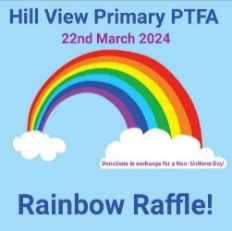 Hill View Primary PTFA
22nd March 2024
Donations in exchange for a Non- Uniform Day!
Rainbow Raffle!